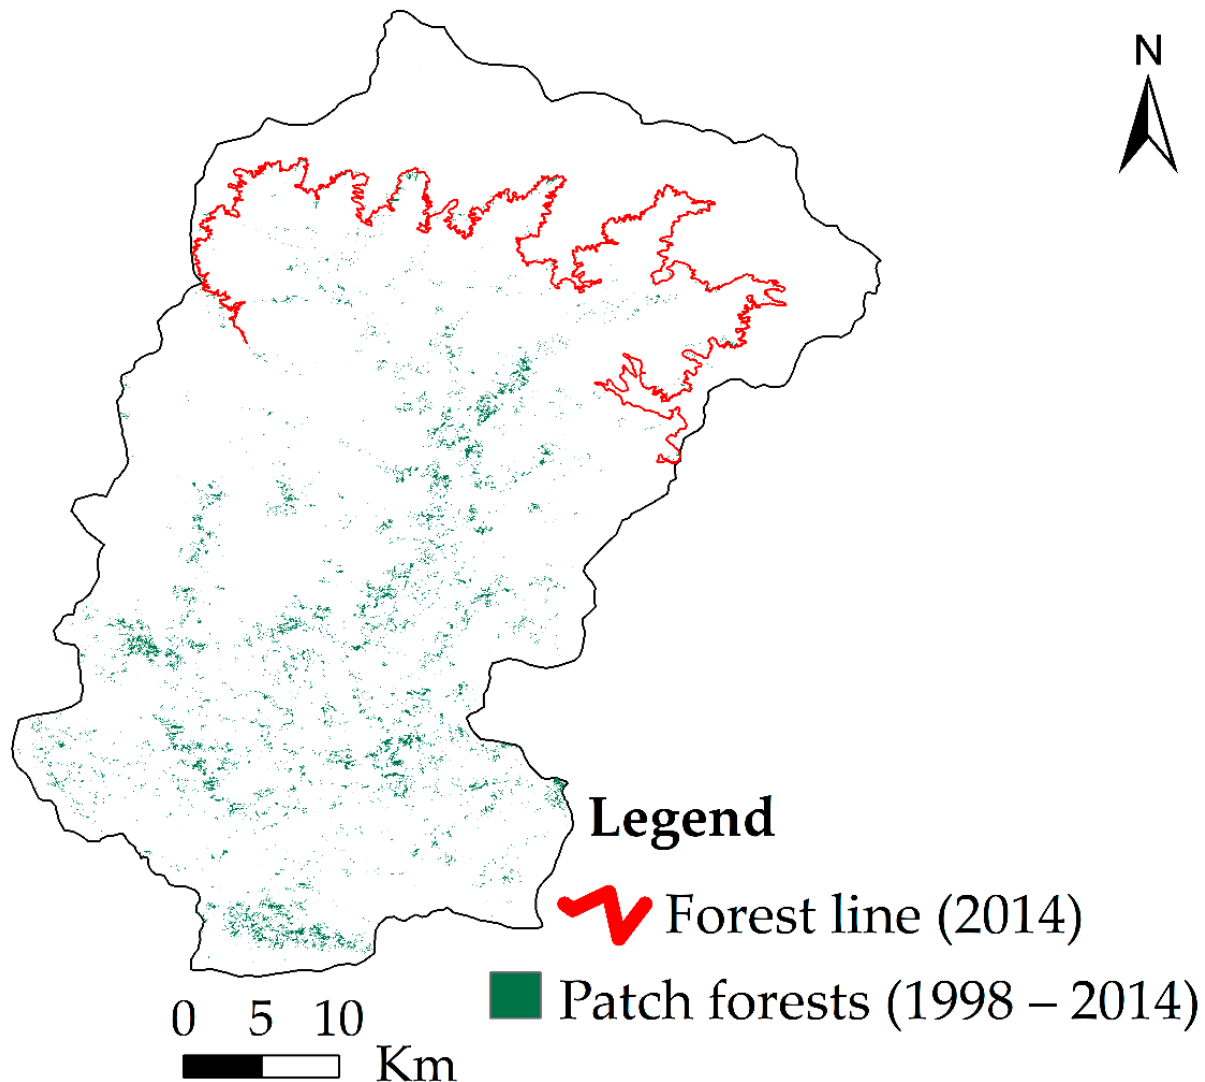 N
Legend
Forest line (2014)
Patch forests (1998 – 2014)
0 5 10
Km